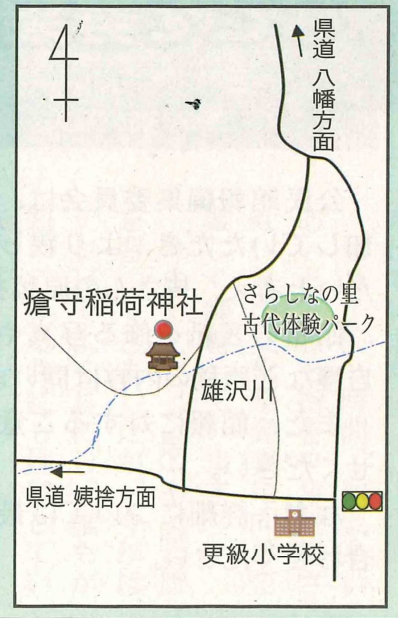 県道 八幡方面
さらしなの里
古代体験パーク
瘡守稲荷神社
雄沢川
県道 姨捨方面
更級小学校